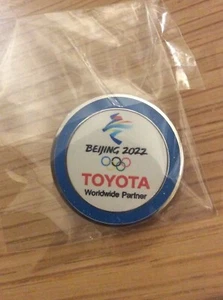 BEIJING 2022
TOYOTA
Worldwide Partner